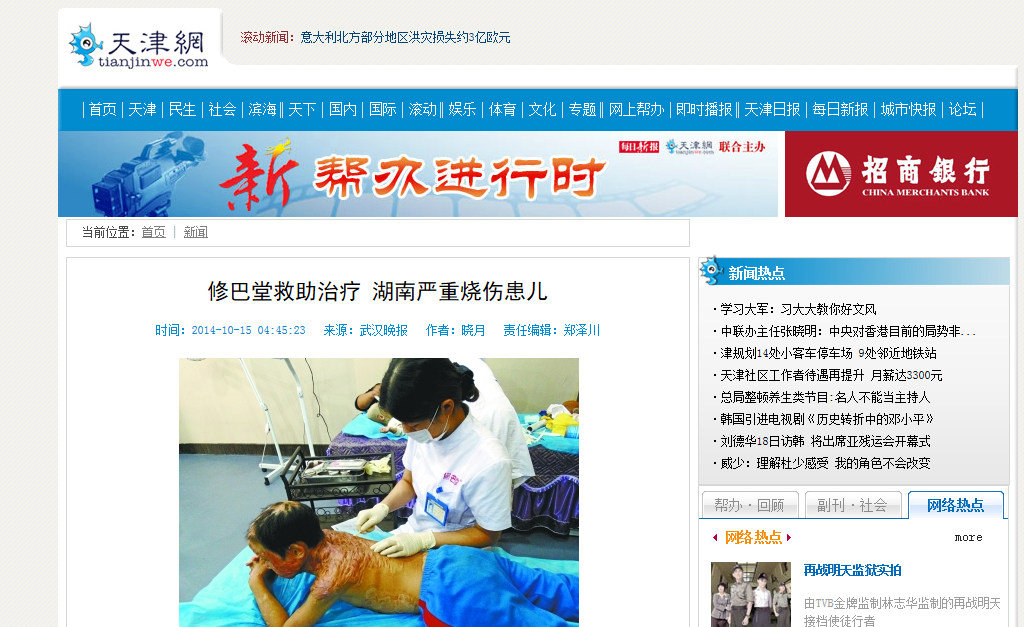 天津網
tianjinwe.com
滚动新闻：意大利北方部分地区洪灾损失约3亿欧元
| 首页 | 天津 | 民生 | 社会 | 滨海 || 天下 | 国内 | 国际 | 滚动 || 娱乐 | 体育 | 文化 | 专题 || 网上帮办 | 即时播报 || 天津日报 | 每日新报 | 城市快报 | 论坛 |
新 帮办进行时
每日新报 天津網 联合主办
tianjinwe.com
招商银行
CHINA MERCHANTS BANK
当前位置：首页 | 新闻
修巴堂救助治疗 湖南严重烧伤患儿
时间：2014-10-15 04:45:23 来源：武汉晚报 作者：晓月 责任编辑：郑泽川
新闻热点
·学习大军：习大大教你好文风
·中联办主任张晓明：中央对香港目前的局势非...
·津规划14处小客车停车场 9处邻近地铁站
·天津社区工作者待遇再提升 月薪达3300元
·总局整顿养生类节目:名人不能当主持人
·韩国引进电视剧《历史转折中的邓小平》
·刘德华18日访韩 将出席亚残运会开幕式
·威少：理解杜少感受 我的角色不会改变
帮办·回顾 副刊·社会 网络热点
网络热点 more
再战明天监狱实拍
由TVB金牌监制林志华监制的再战明天
接档使徒行者